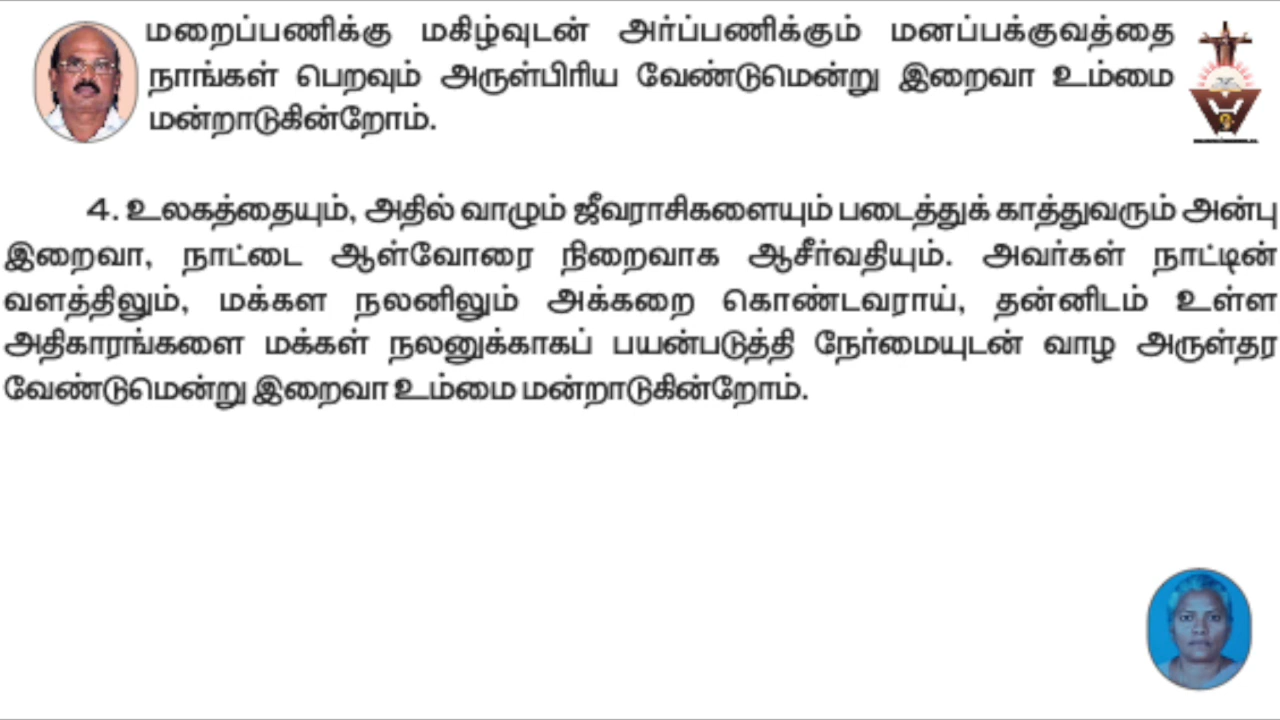 மறைப்பணிக்கு மகிழ்வுடன் அர்ப்பணிக்கும் மனப்பக்குவத்தை
நாங்கள் பெறவும் அருள்பிரிய வேண்டுமென்று இறைவா உம்மை
மன்றாடுகின்றோம்.
4. உலகத்தையும், அதில் வாழும் ஜீவராசிகளையும் படைத்துக் காத்துவரும் அன்பு
இறைவா, நாட்டை ஆள்வோரை நிறைவாக ஆசீர்வதியும். அவர்கள் நாட்டின்
வளத்திலும், மக்கள நலனிலும் அக்கறை கொண்டவராய், தன்னிடம் உள்ள
அதிகாரங்களை மக்கள் நலனுக்காகப் பயன்படுத்தி நேர்மையுடன் வாழ அருள்தர
வேண்டுமென்று இறைவா உம்மை மன்றாடுகின்றோம்.